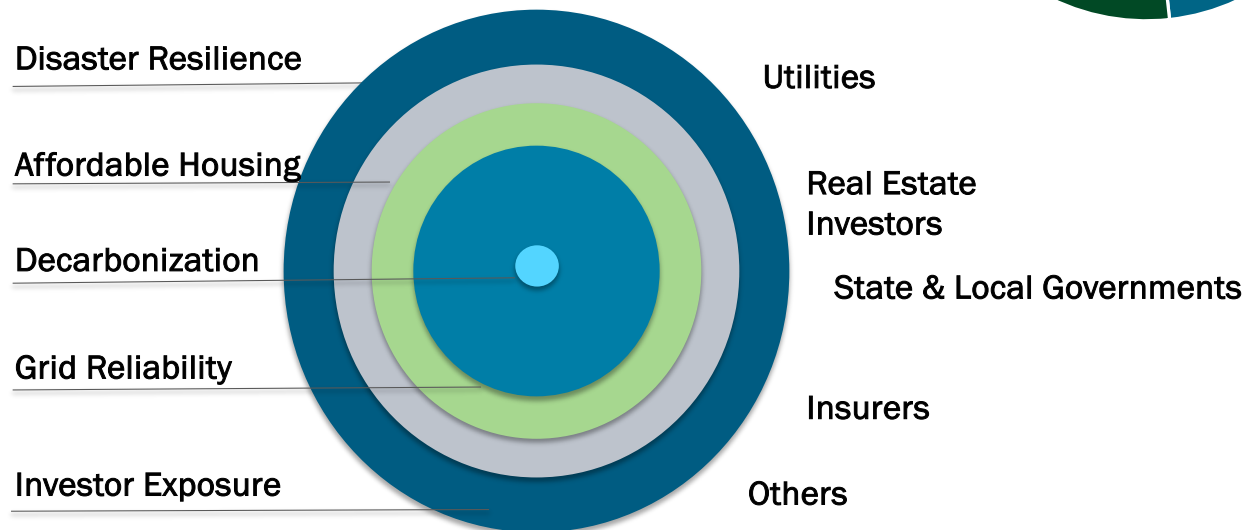 Disaster Resilience
Affordable Housing
Decarbonization
Grid Reliability
Investor Exposure
Utilities
Real Estate
Investors
State & Local Governments
Insurers
Others